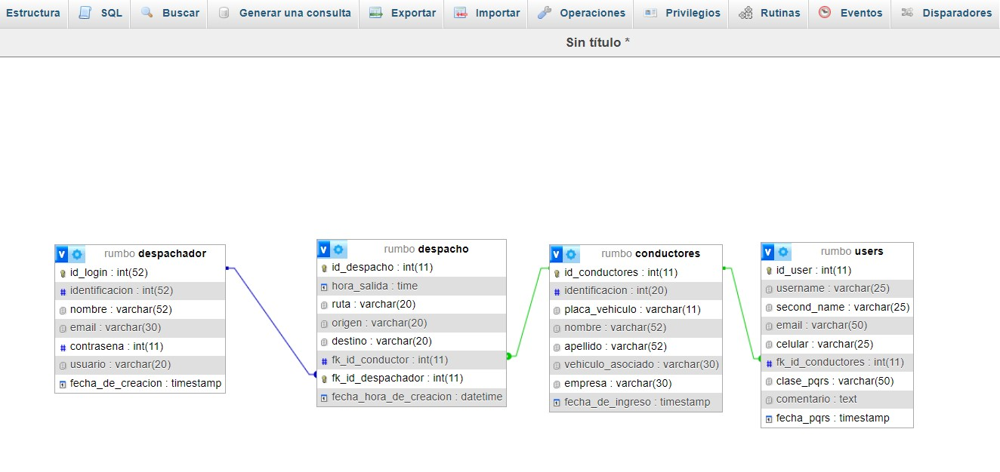 Estructura SQL Buscar Generar una consulta Exportar Importar Operaciones Privilegios Rutinas Eventos Disparadores
Sin título *
v rumbo despachador
id_login : int(52)
# identificacion : int(52)
nombre : varchar(52)
email : varchar(30)
# contrasena : int(11)
usuario : varchar(20)
fecha_de_creacion : timestamp
v rumbo despacho
id_despacho : int(11)
hora_salida : time
ruta : varchar(20)
origen : varchar(20)
destino : varchar(20)
# fk_id_conductor : int(11)
fk_id_despachador : int(11)
fecha_hora_de_creacion : datetime
v rumbo conductores
id_conductores : int(11)
# identificacion : int(20)
placa_vehiculo : varchar(11)
nombre : varchar(52)
apellido : varchar(52)
vehiculo_asociado : varchar(30)
empresa : varchar(30)
fecha_de_ingreso : timestamp
v rumbo users
id_user : int(11)
username : varchar(25)
second_name : varchar(25)
email : varchar(50)
celular : varchar(25)
# fk_id_conductores : int(11)
clase_pqrs : varchar(50)
comentario : text
fecha_pqrs : timestamp